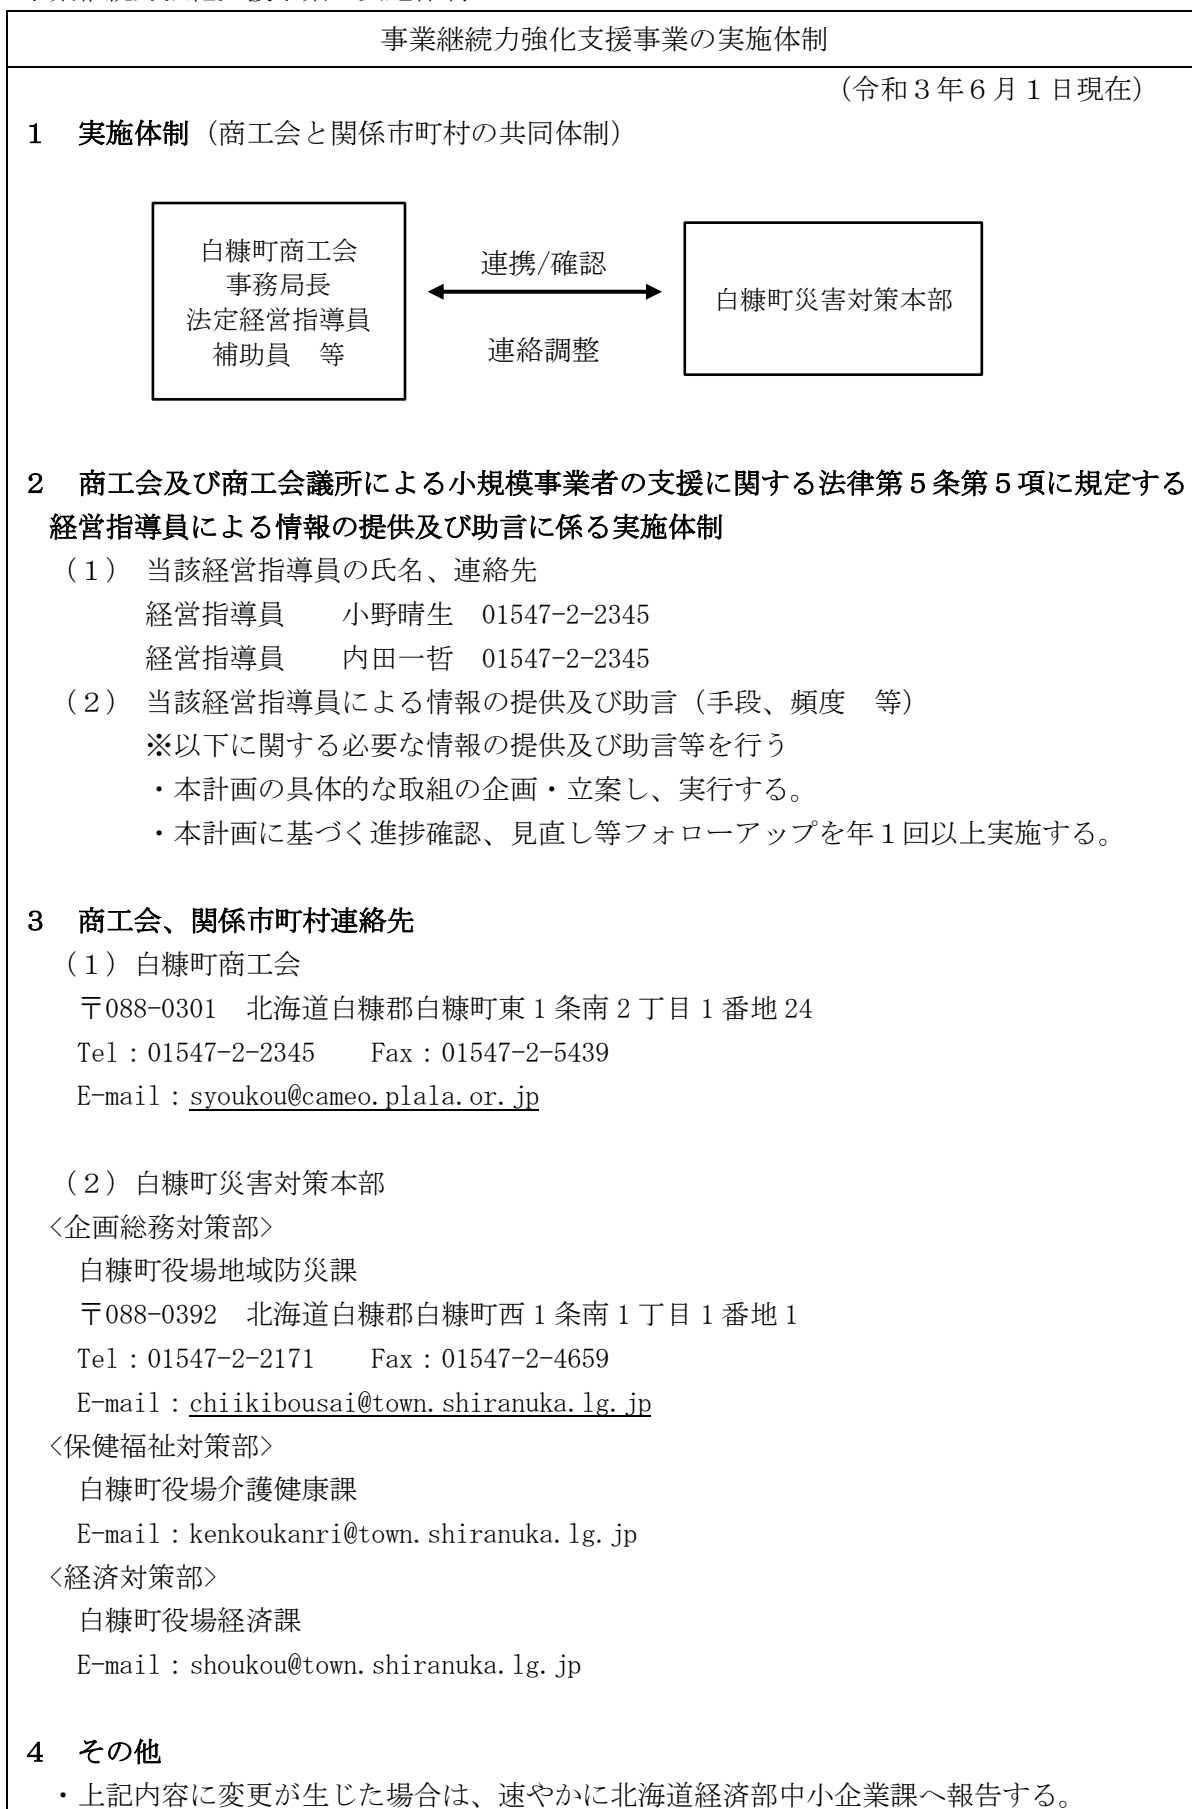 事業継続力強化支援事業の実施体制
（令和３年６月１日現在）
１　実施体制（商工会と関係市町村の共同体制）
白糠町商工会
事務局長
法定経営指導員
補助員　等
連携/確認
連絡調整
白糠町災害対策本部
２　商工会及び商工会議所による小規模事業者の支援に関する法律第５条第５項に規定する
経営指導員による情報の提供及び助言に係る実施体制
（１）　当該経営指導員の氏名、連絡先
経営指導員　　小野晴生　01547-2-2345
経営指導員　　内田一哲　01547-2-2345
（２）　当該経営指導員による情報の提供及び助言（手段、頻度　等）
※以下に関する必要な情報の提供及び助言等を行う
・本計画の具体的な取組の企画・立案し、実行する。
・本計画に基づく進捗確認、見直し等フォローアップを年１回以上実施する。
３　商工会、関係市町村連絡先
（１）白糠町商工会
〒088-0301　北海道白糠郡白糠町東１条南２丁目１番地24
Tel：01547-2-2345　　Fax：01547-2-5439
E-mail：syoukou@cameo.plala.or.jp
（２）白糠町災害対策本部
<企画総務対策部>
白糠町役場地域防災課
〒088-0392　北海道白糠郡白糠町西１条南１丁目１番地１
Tel：01547-2-2171　　Fax：01547-2-4659
E-mail：chiikibousai@town.shiranuka.lg.jp
<保健福祉対策部>
白糠町役場介護健康課
E-mail：kenkoukanri@town.shiranuka.lg.jp
<経済対策部>
白糠町役場経済課
E-mail：shoukou@town.shiranuka.lg.jp
４　その他
・上記内容に変更が生じた場合は、速やかに北海道経済部中小企業課へ報告する。